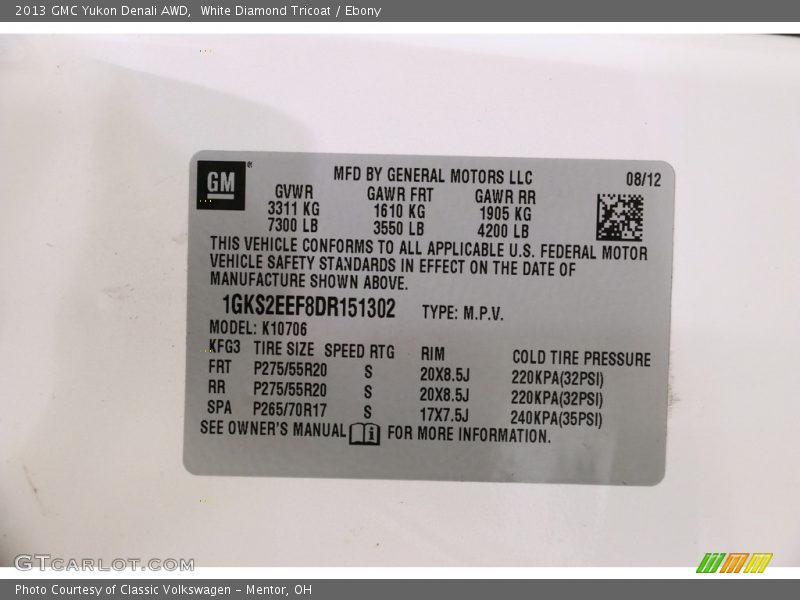 2013 GMC Yukon Denali AWD,  White Diamond Tricoat / Ebony
GM®
MFD BY GENERAL MOTORS LLC 08/12
GVWR GAWR FRT GAWR RR
3311 KG 1610 KG 1905 KG
7300 LB 3550 LB 4200 LB
THIS VEHICLE CONFORMS TO ALL APPLICABLE U.S. FEDERAL MOTOR
VEHICLE SAFETY STANDARDS IN EFFECT ON THE DATE OF
MANUFACTURE SHOWN ABOVE.
1GKS2EEF8DR151302 TYPE: M.P.V.
MODEL: K10706
KFG3 TIRE SIZE SPEED RTG RIM COLD TIRE PRESSURE
FRT P275/55R20 S 20X8.5J 220KPA(32PSI)
RR P275/55R20 S 20X8.5J 220KPA(32PSI)
SPA P265/70R17 S 17X7.5J 240KPA(35PSI)
SEE OWNER'S MANUAL FOR MORE INFORMATION.
GTCARLOT.COM
Photo Courtesy of Classic Volkswagen - Mentor, OH